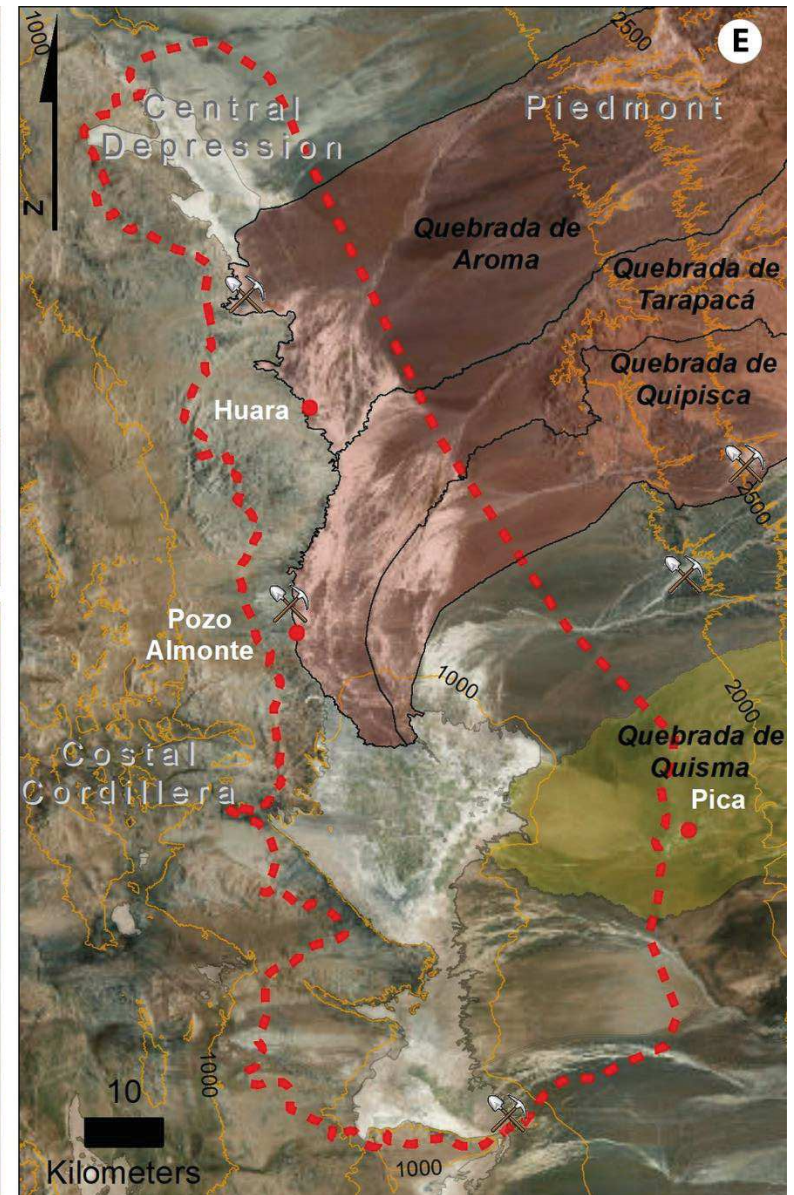 1000
2500
E
Central
Depression
Piedmont
N
Quebrada de
Aroma
Quebrada de
Tarapacá
Quebrada de
Quipisca
Huara
2500
Pozo
Almonte
1000
2000
Costal
Cordillera
Quebrada de
Quisma
Pica
1000
10
Kilometers
1000